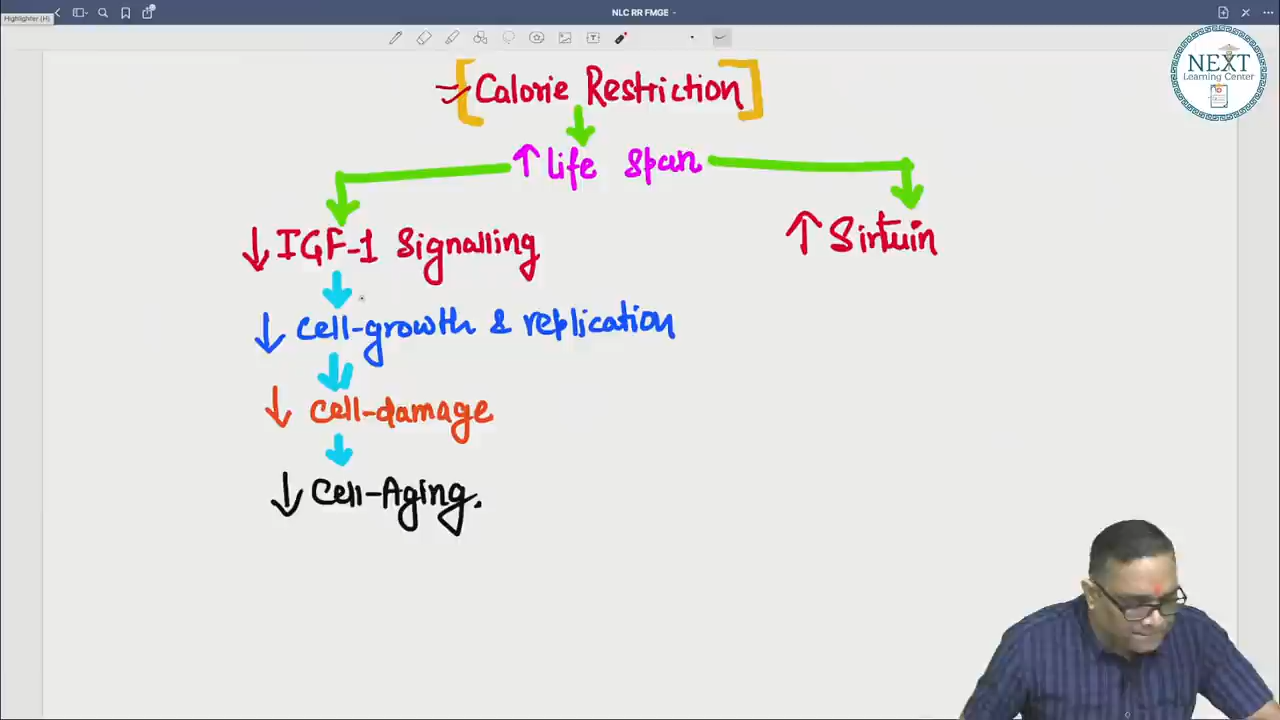 Highlighter (H)
NLC RR FMGE
NEXT
Learning Center
[Calorie Restriction]
↑ life span
↓ IGF-1 Signalling
↑ Sirtuin
↓ Cell-growth & replication
↓ Cell-damage
↓ Cell-Aging.